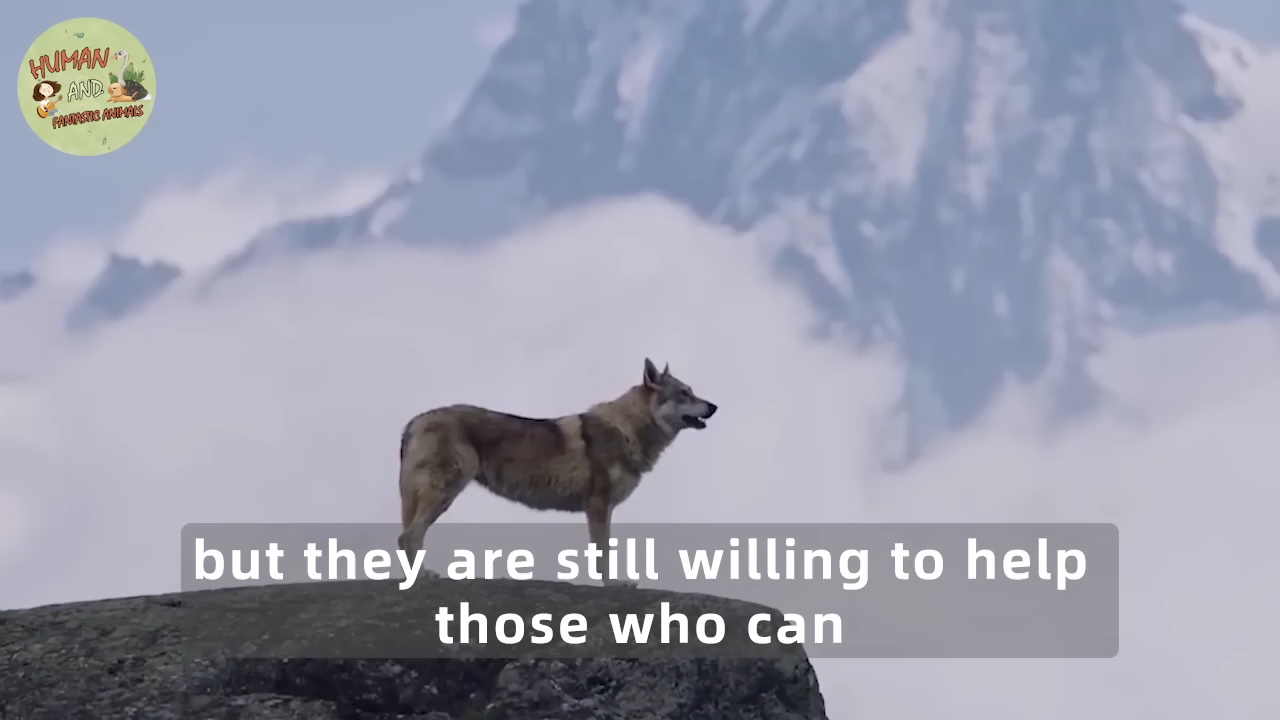 HUMAN
AND
FANTASTIC ANIMALS
but they are still willing to help
those who can